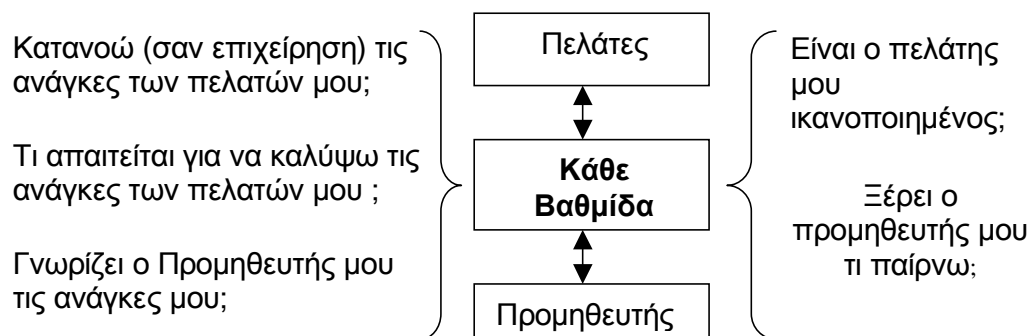 Κατανοώ (σαν επιχείρηση) τις
ανάγκες των πελατών μου;
Τι απαιτείται για να καλύψω τις
ανάγκες των πελατών μου ;
Γνωρίζει ο Προμηθευτής μου
τις ανάγκες μου;
Πελάτες
Κάθε
Βαθμίδα
Προμηθευτής
Είναι ο πελάτης
μου
ικανοποιημένος;
Ξέρει ο
προμηθευτής μου
τι παίρνω;